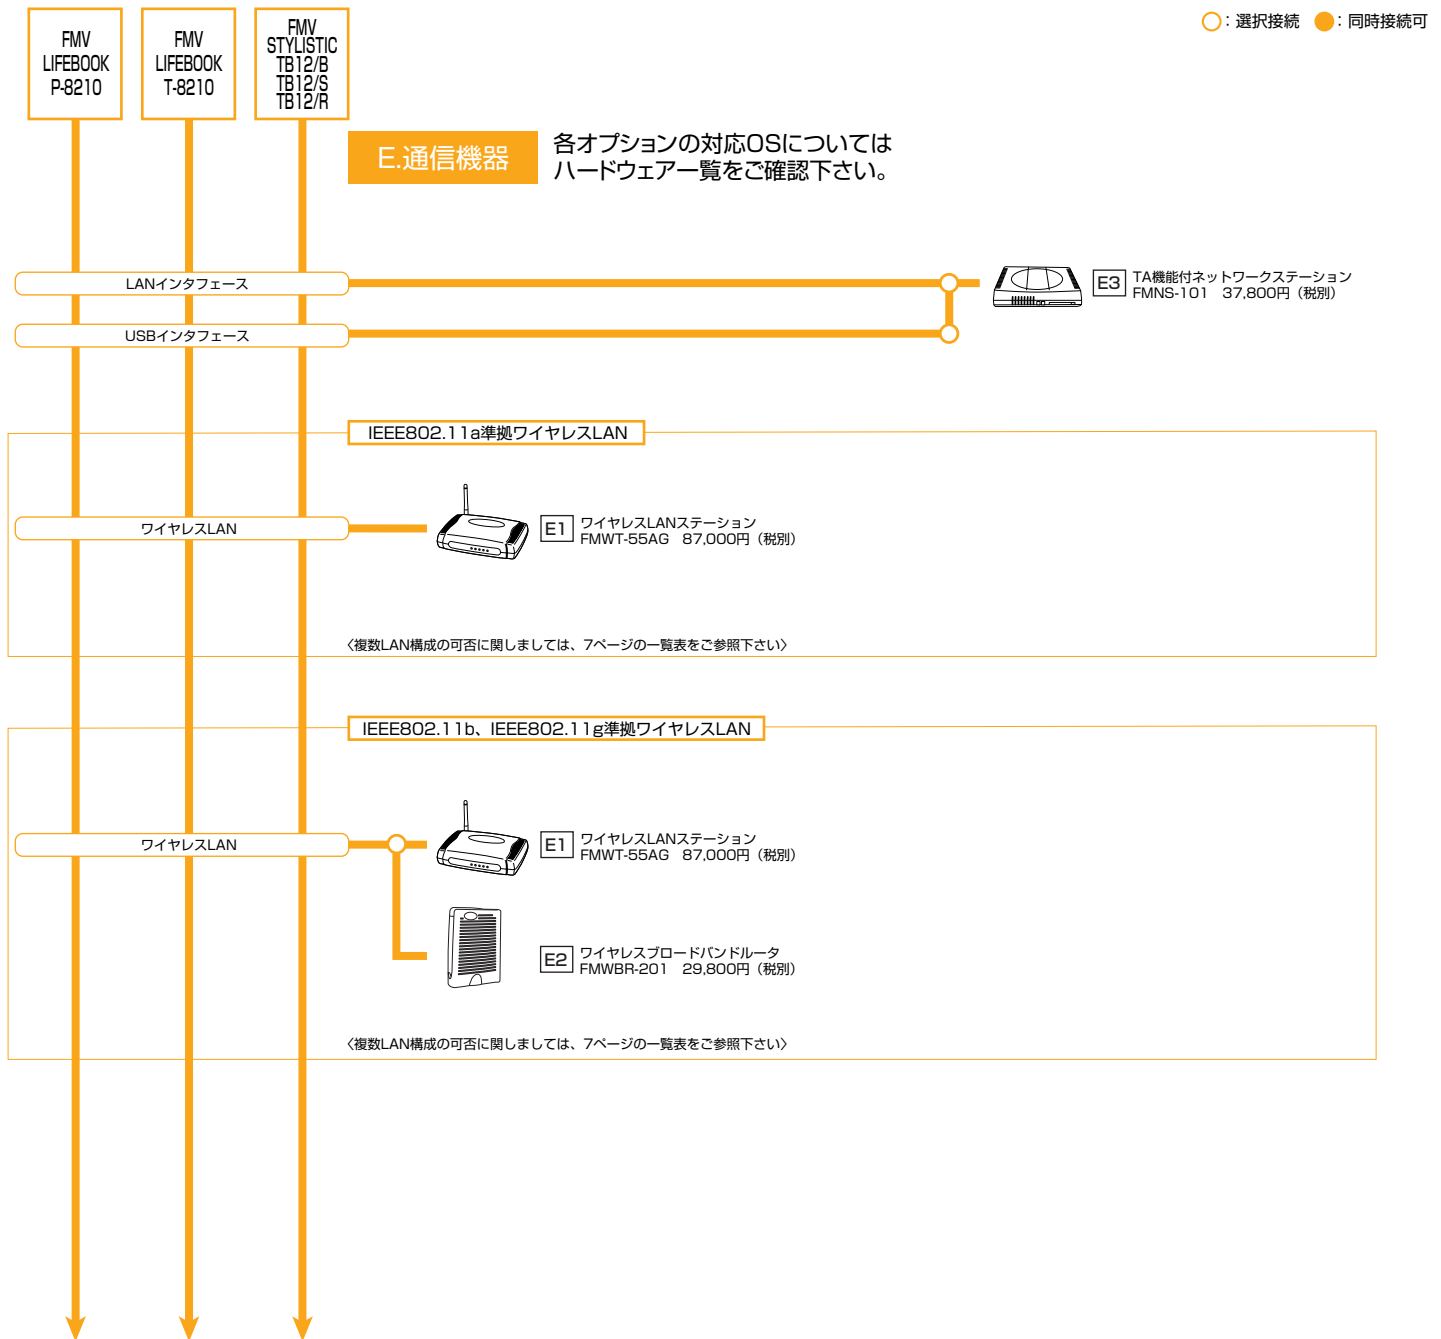 ○：選択接続　●：同時接続可
FMV
LIFEBOOK
P-8210
FMV
LIFEBOOK
T-8210
FMV
STYLISTIC
TB12/B
TB12/S
TB12/R
E.通信機器
各オプションの対応OSについては
ハードウェア一覧をご確認下さい。
LANインタフェース
USBインタフェース
E3
TA機能付ネットワークステーション
FMNS-101　37,800円（税別）
IEEE802.11a準拠ワイヤレスLAN
ワイヤレスLAN
E1
ワイヤレスLANステーション
FMWT-55AG　87,000円（税別）
〈複数LAN構成の可否に関しましては、7ページの一覧表をご参照下さい〉
IEEE802.11b、IEEE802.11g準拠ワイヤレスLAN
ワイヤレスLAN
E1
ワイヤレスLANステーション
FMWT-55AG　87,000円（税別）
E2
ワイヤレスブロードバンドルータ
FMWBR-201　29,800円（税別）
〈複数LAN構成の可否に関しましては、7ページの一覧表をご参照下さい〉